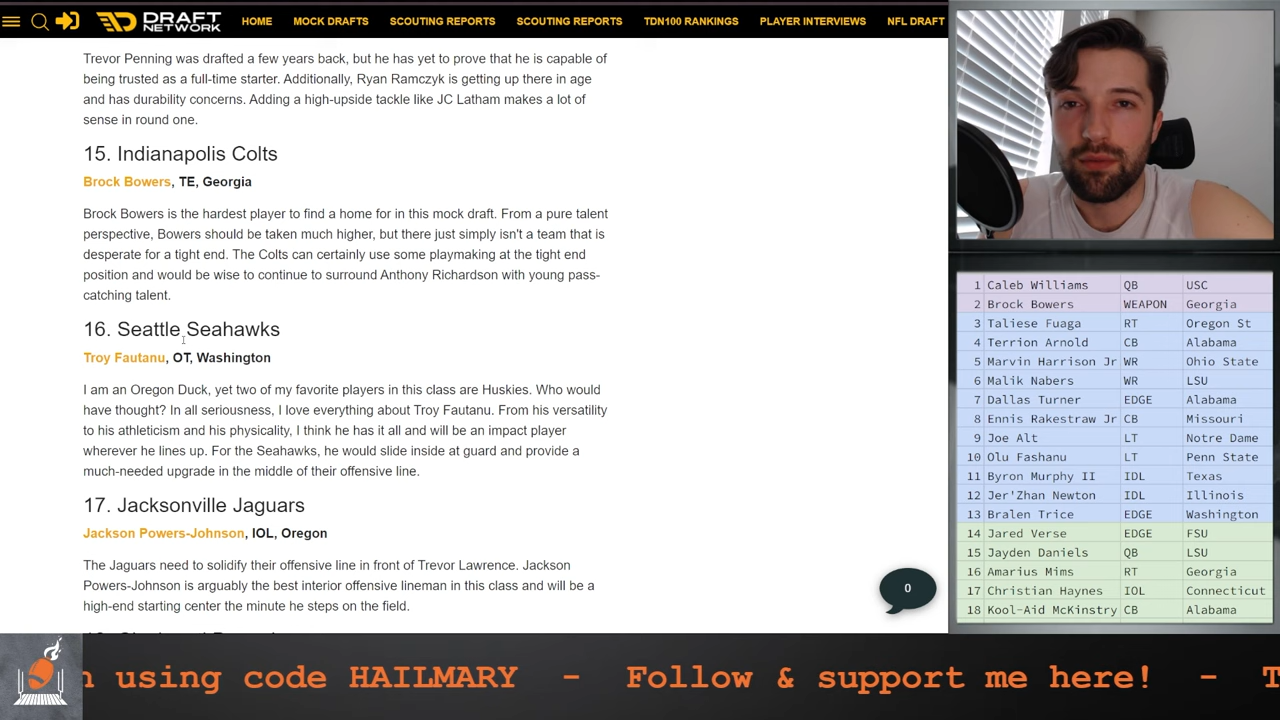 DRAFT NETWORK
HOME MOCK DRAFTS SCOUTING REPORTS SCOUTING REPORTS TDN100 RANKINGS PLAYER INTERVIEWS NFL DRAFT
Trevor Penning was drafted a few years back, but he has yet to prove that he is capable of
being trusted as a full-time starter. Additionally, Ryan Ramczyk is getting up there in age
and has durability concerns. Adding a high-upside tackle like JC Latham makes a lot of
sense in round one.
15. Indianapolis Colts
Brock Bowers, TE, Georgia
Brock Bowers is the hardest player to find a home for in this mock draft. From a pure talent
perspective, Bowers should be taken much higher, but there just simply isn't a team that is
desperate for a tight end. The Colts can certainly use some playmaking at the tight end
position and would be wise to continue to surround Anthony Richardson with young pass-
catching talent.
16. Seattle Seahawks
Troy Fautanu, OT, Washington
I am an Oregon Duck, yet two of my favorite players in this class are Huskies. Who would
have thought? In all seriousness, I love everything about Troy Fautanu. From his versatility
to his athleticism and his physicality, I think he has it all and will be an impact player
wherever he lines up. For the Seahawks, he would slide inside at guard and provide a
much-needed upgrade in the middle of their offensive line.
17. Jacksonville Jaguars
Jackson Powers-Johnson, IOL, Oregon
The Jaguars need to solidify their offensive line in front of Trevor Lawrence. Jackson
Powers-Johnson is arguably the best interior offensive lineman in this class and will be a
high-end starting center the minute he steps on the field.
0
1 Caleb Williams QB USC
2 Brock Bowers WEAPON Georgia
3 Taliese Fuaga RT Oregon St
4 Terrion Arnold CB Alabama
5 Marvin Harrison Jr WR Ohio State
6 Malik Nabers WR LSU
7 Dallas Turner EDGE Alabama
8 Ennis Rakestraw Jr CB Missouri
9 Joe Alt LT Notre Dame
10 Olu Fashanu LT Penn State
11 Byron Murphy II IDL Texas
12 Jer'Zhan Newton IDL Illinois
13 Bralen Trice EDGE Washington
14 Jared Verse EDGE FSU
15 Jayden Daniels QB LSU
16 Amarius Mims RT Georgia
17 Christian Haynes IOL Connecticut
18 Kool-Aid McKinstry CB Alabama
n using code HAILMARY - Follow & support me here! - T